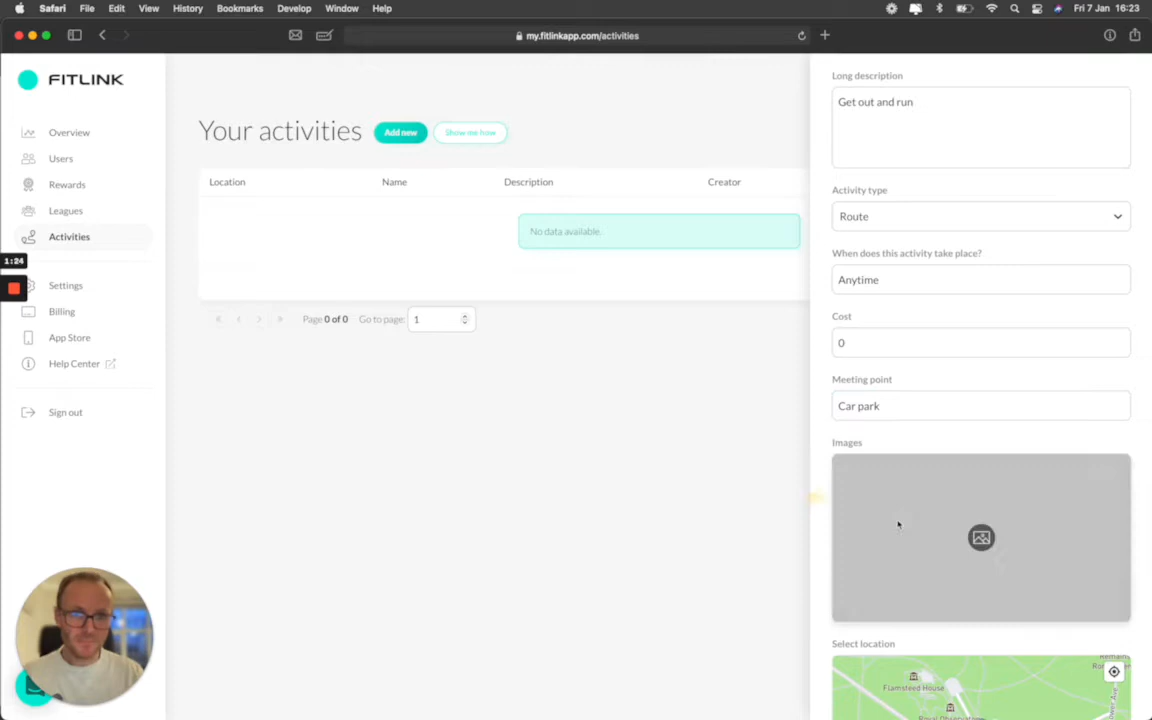 Safari File Edit View History Bookmarks Develop Window Help Fri 7 Jan 16:23
my.fitlinkapp.com/activities
FITLINK
Overview
Users
Rewards
Leagues
Activities
1:24
Settings
Billing
App Store
Help Center
Sign out
Your activities Add new Show me how
Location Name Description Creator
No data available.
Page 0 of 0 Go to page: 1
Long description
Get out and run
Activity type
Route
When does this activity take place?
Anytime
Cost
0
Meeting point
Car park
Images
Select location
Remains
Flamsteed House
Royal Observatory